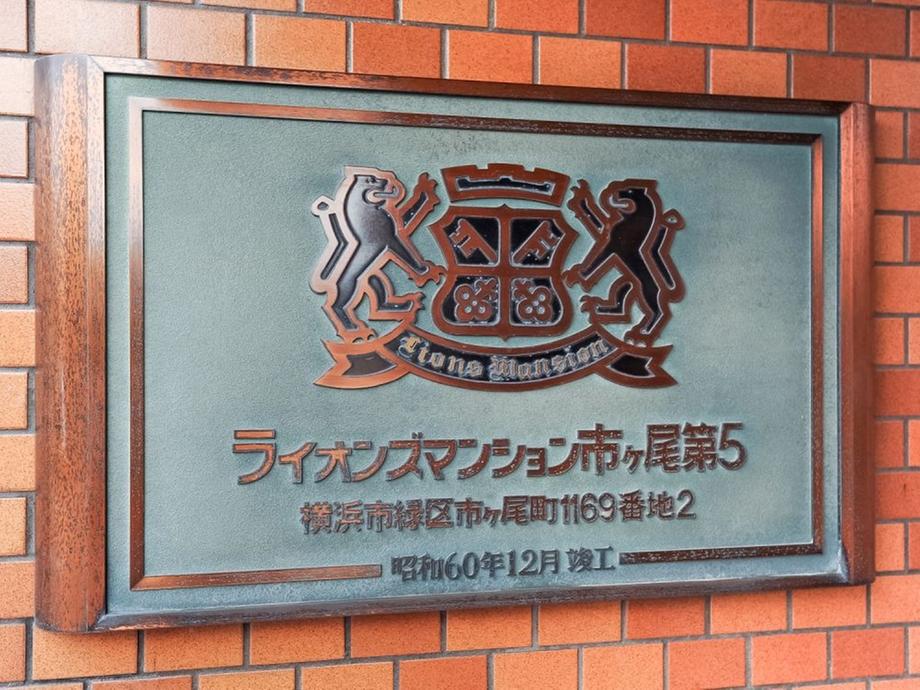 Lions Mansion
ライオンズマンション市ヶ尾第5
横浜市緑区市ヶ尾町1169番地2
昭和60年12月 竣工